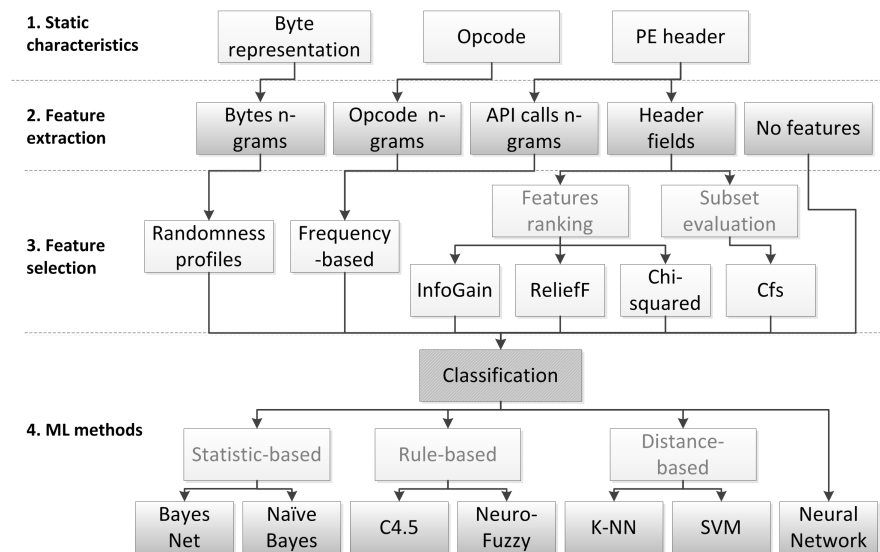 1. Static
characteristics
Byte
representation
Opcode
PE header
2. Feature
extraction
Bytes n-
grams
Opcode n-
grams
API calls n-
grams
Header
fields
No features
3. Feature
selection
Randomness
profiles
Frequency
-based
Features
ranking
Subset
evaluation
InfoGain
ReliefF
Chi-
squared
Cfs
Classification
4. ML methods
Statistic-based
Rule-based
Distance-
based
Bayes
Net
Naïve
Bayes
C4.5
Neuro-
Fuzzy
K-NN
SVM
Neural
Network